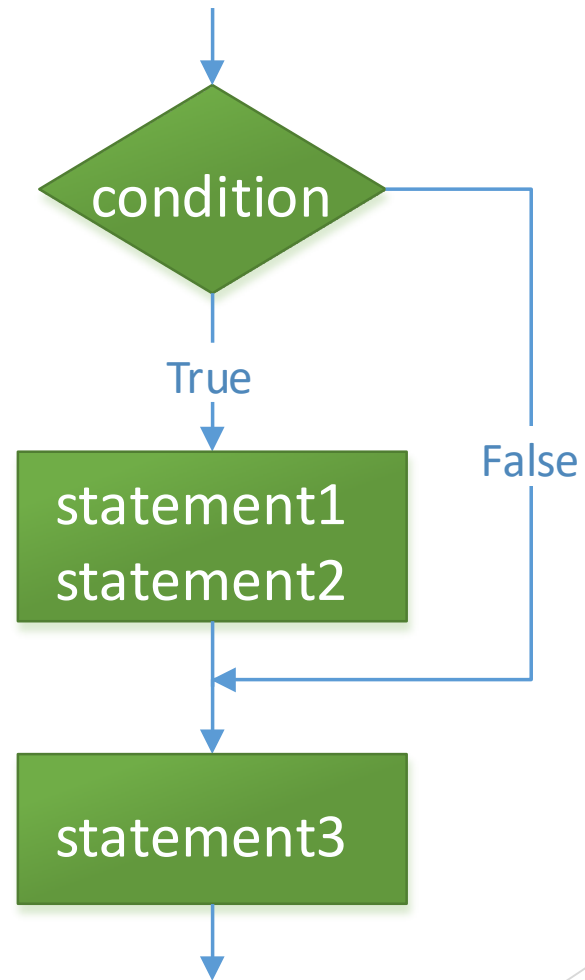 condition
True
False
statement1
statement2
statement3